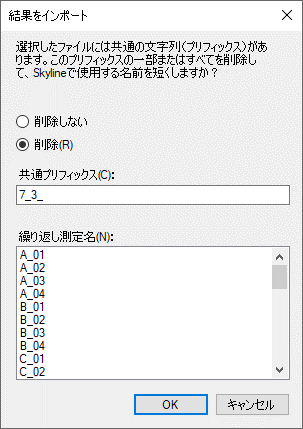 結果をインポート
選択したファイルには共通の文字列(プリフィックス)があ
ります。このプリフィックスの一部またはすべてを削除し
て、Skylineで使用する名前を短くしますか?
削除しない
削除(R)
共通プリフィックス(C):
7_3_
繰り返し測定名(N):
A_01
A_02
A_03
A_04
B_01
B_02
B_03
B_04
C_01
C_02
OK
キャンセル